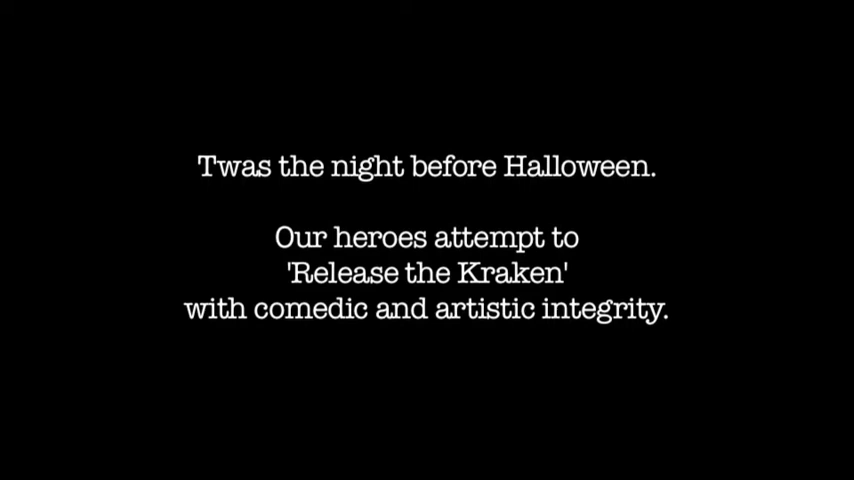 Twas the night before Halloween.
Our heroes attempt to
'Release the Kraken'
with comedic and artistic integrity.